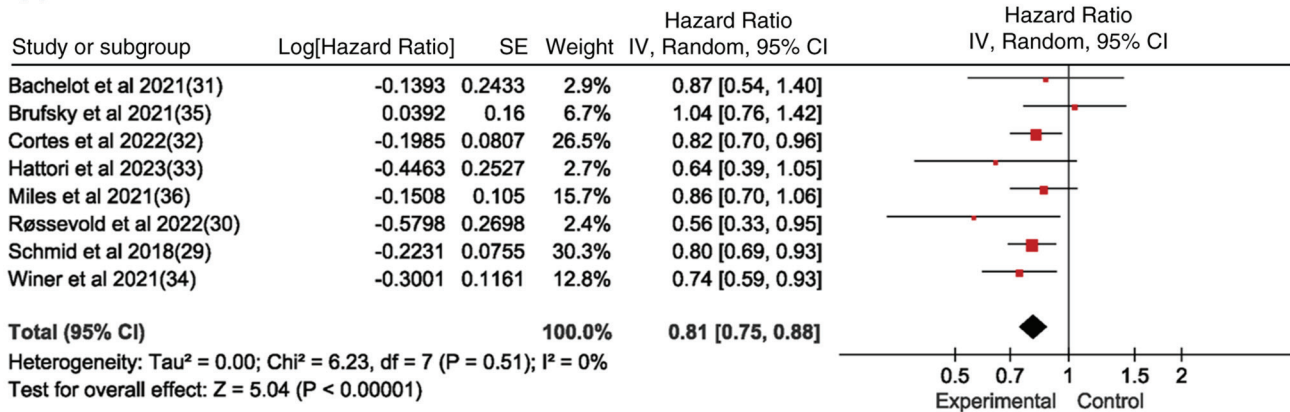 Hazard Ratio Hazard Ratio
Study or subgroup Log[Hazard Ratio] SE Weight IV, Random, 95% CI IV, Random, 95% CI
Bachelot et al 2021(31) -0.1393 0.2433 2.9% 0.87 [0.54, 1.40]
Brufsky et al 2021(35) 0.0392 0.16 6.7% 1.04 [0.76, 1.42]
Cortes et al 2022(32) -0.1985 0.0807 26.5% 0.82 [0.70, 0.96]
Hattori et al 2023(33) -0.4463 0.2527 2.7% 0.64 [0.39, 1.05]
Miles et al 2021(36) -0.1508 0.105 15.7% 0.86 [0.70, 1.06]
Røssevold et al 2022(30) -0.5798 0.2698 2.4% 0.56 [0.33, 0.95]
Schmid et al 2018(29) -0.2231 0.0755 30.3% 0.80 [0.69, 0.93]
Winer et al 2021(34) -0.3001 0.1161 12.8% 0.74 [0.59, 0.93]
Total (95% CI) 100.0% 0.81 [0.75, 0.88]
Heterogeneity: Tau² = 0.00; Chi² = 6.23, df = 7 (P = 0.51); I² = 0%
Test for overall effect: Z = 5.04 (P < 0.00001)
0.5 0.7 1 1.5 2
Experimental Control